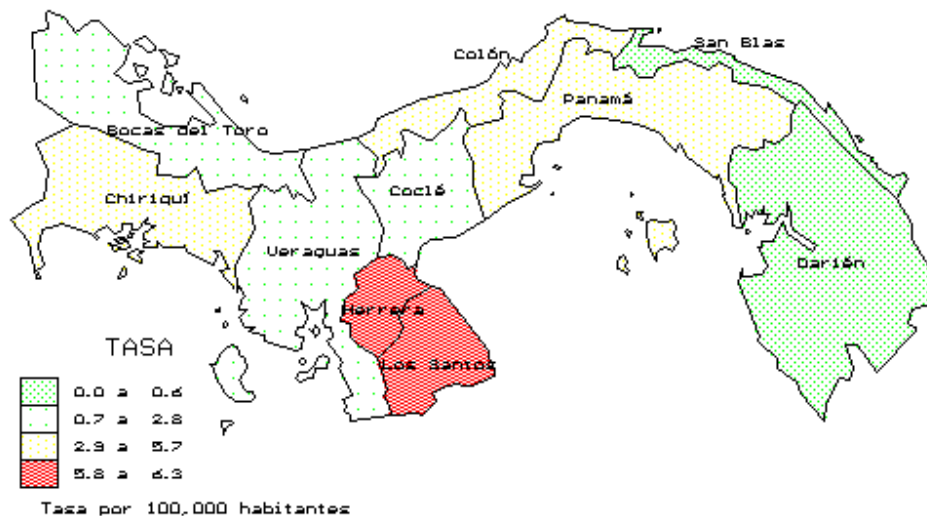 San Blas
Colón
Panamá
Bocas del Toro
Coclé
Chiriquí
Veraguas
Darién
Herrera
Los Santos
TASA
0.0 a 0.6
0.7 a 2.8
2.9 a 5.7
5.8 a 6.3
Tasa por 100,000 habitantes